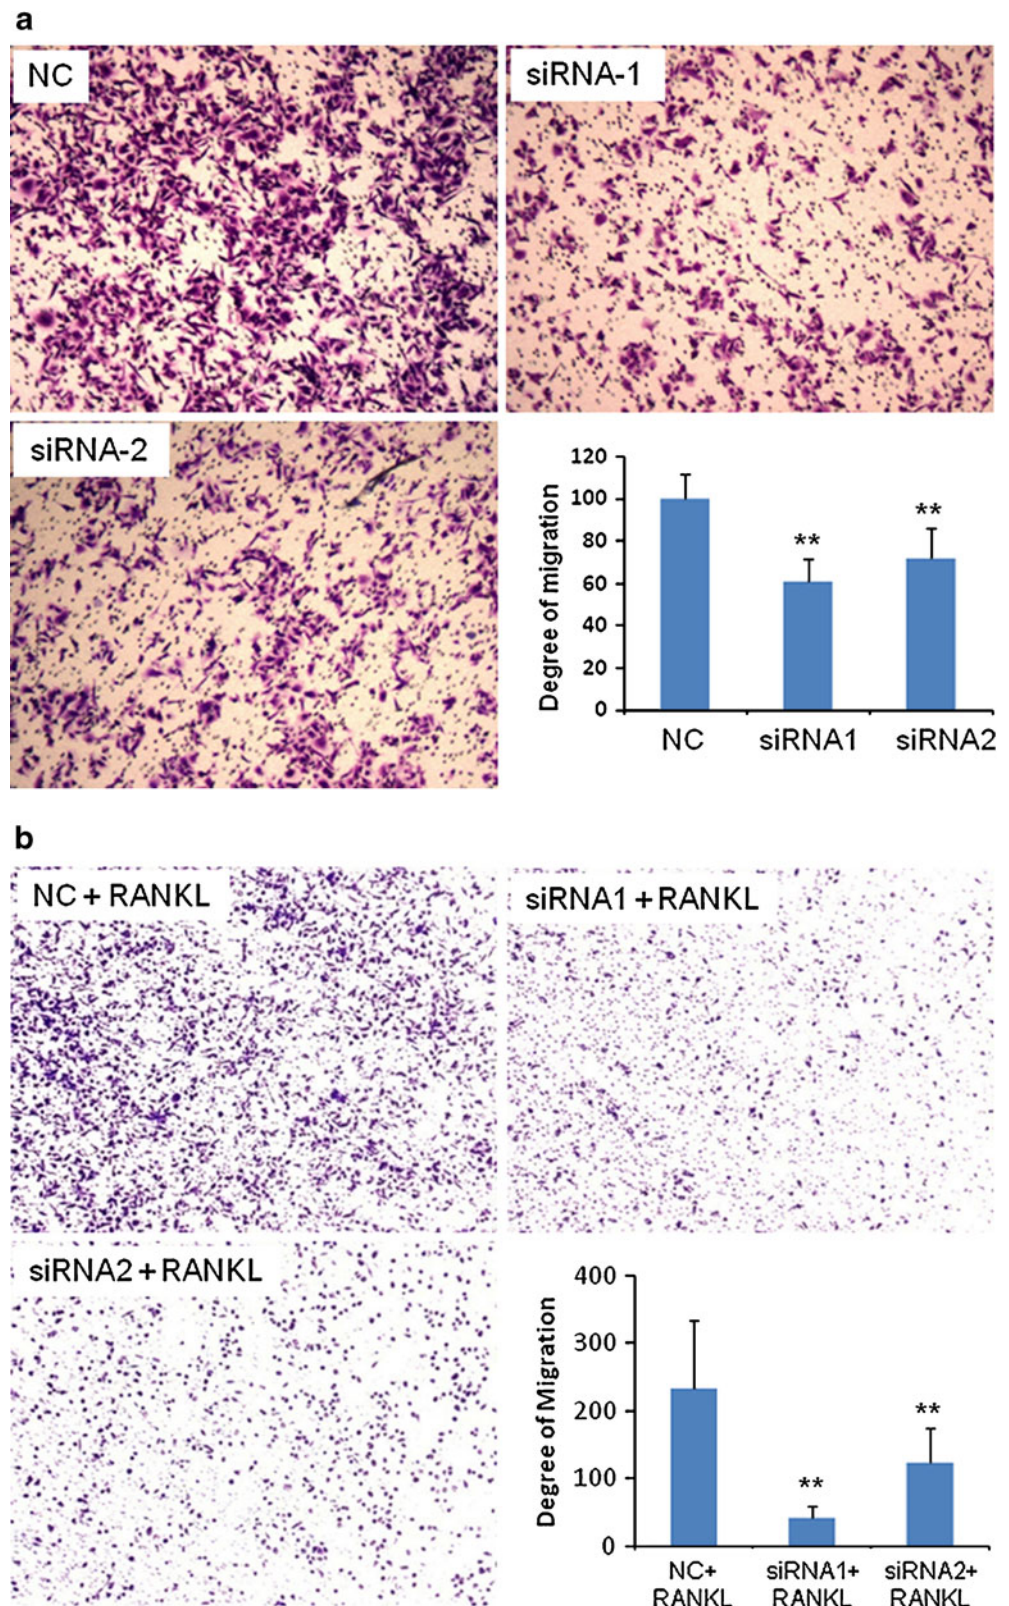 a
NC
siRNA-1
siRNA-2
120
100
80
60
40
20
0
Degree of migration
**
**
NC siRNA1 siRNA2
b
NC + RANKL
siRNA1 + RANKL
siRNA2 + RANKL
400
300
200
100
0
Degree of Migration
**
**
NC+ siRNA1+ siRNA2+
RANKL RANKL RANKL